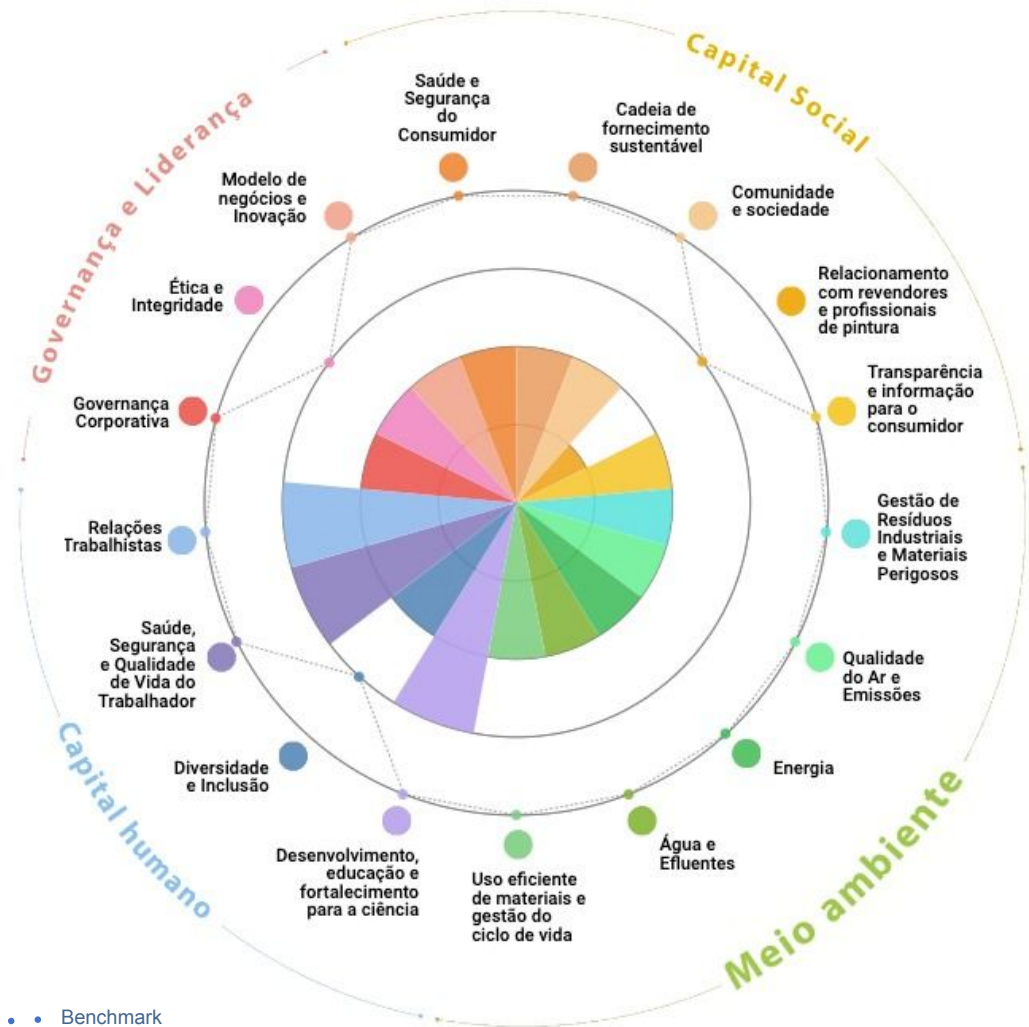 Governança e Liderança
Capital Social
Saúde e
Segurança
do
Consumidor
Cadeia de
fornecimento
sustentável
Modelo de
negócios e
Inovação
Comunidade
e sociedade
Ética e
Integridade
Relacionamento
com revendores
e profissionais
de pintura
Governança
Corporativa
Transparência
e informação
para o
consumidor
Relações
Trabalhistas
Gestão de
Resíduos
Industriais
e Materiais
Perigosos
Saúde,
Segurança
e Qualidade
de Vida do
Trabalhador
Qualidade
do Ar e
Emissões
Diversidade
e Inclusão
Energia
Desenvolvimento,
educação e
fortalecimento
para a ciência
Uso eficiente
de materiais e
gestão do
ciclo de vida
Água e
Efluentes
Capital humano
Meio ambiente
Benchmark